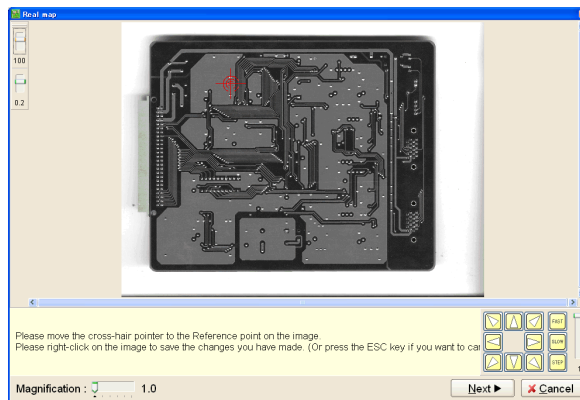 Real map
100
0.2
Please move the cross-hair pointer to the Reference point on the image.
Please right-click on the image to save the changes you have made. (Or press the ESC key if you want to can
FAST
SLOW
STEP
Magnification : 1.0
Next
Cancel